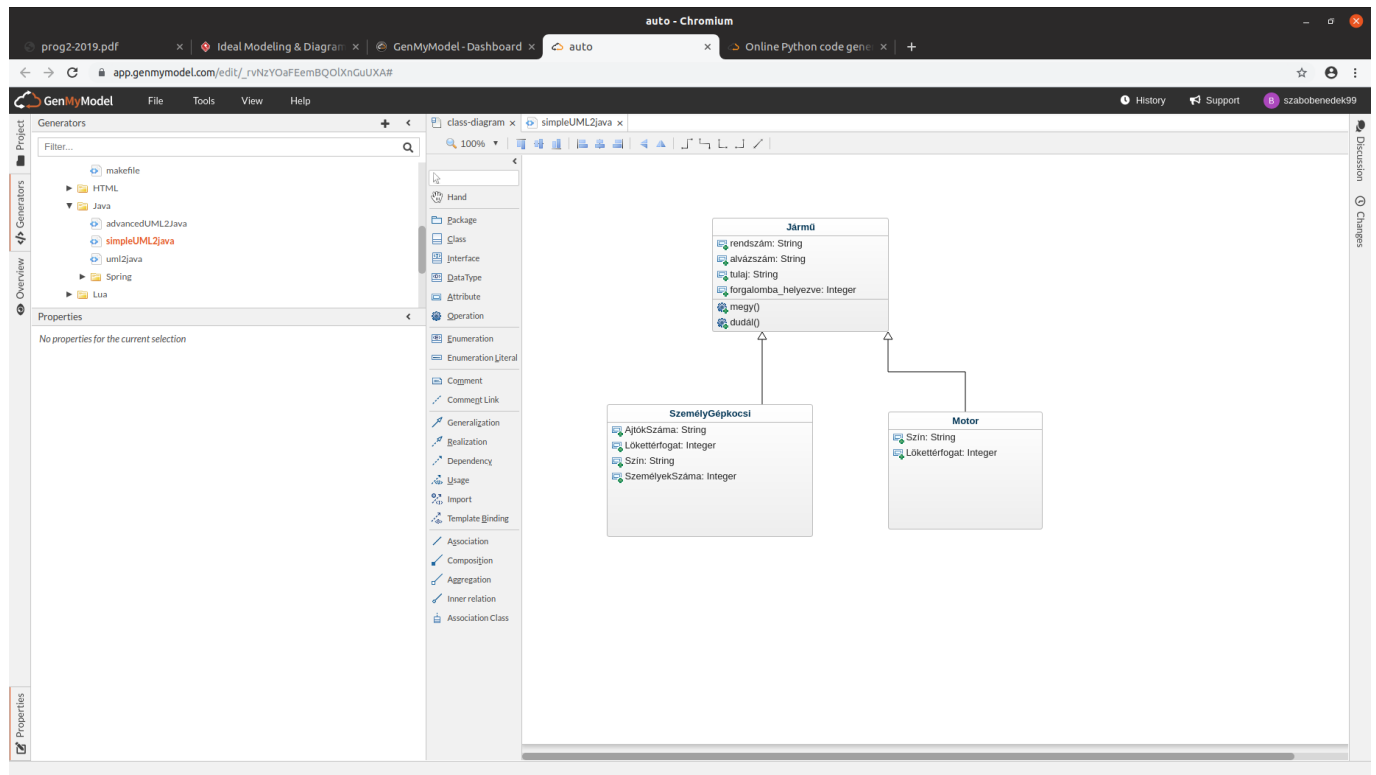 auto - Chromium
prog2-2019.pdf
Ideal Modeling & Diagram
GenMyModel - Dashboard
auto
Online Python code gene
app.genmymodel.com/edit/_rvNzYOaFEemBQOlXnGuUXA#
GenMyModel File Tools View Help
History Support B szabobenedek99
Project
Generators
Overview
Properties
Generators
Filter...
makefile
HTML
Java
advancedUML2Java
simpleUML2java
uml2java
Spring
Lua
Properties
No properties for the current selection
class-diagram
simpleUML2java
100%
Hand
Package
Class
Interface
DataType
Attribute
Operation
Enumeration
Enumeration Literal
Comment
Comment Link
Generalization
Realization
Dependency
Usage
Import
Template Binding
Association
Composition
Aggregation
Inner relation
Association Class
Jármű
rendszám: String
alvázszám: String
tulaj: String
forgalomba_helyezve: Integer
megy()
dudál()
SzemélyGépkocsi
AjtókSzáma: String
Lökettérfogat: Integer
Szín: String
SzemélyekSzáma: Integer
Motor
Szín: String
Lökettérfogat: Integer
Discussion
Changes